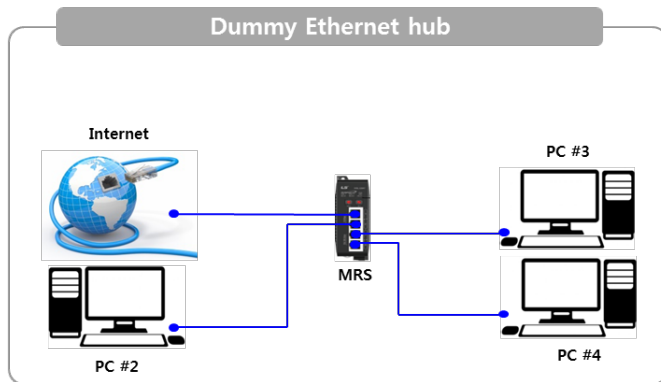 Dummy Ethernet hub
Internet
PC #3
MRS
PC #2
PC #4